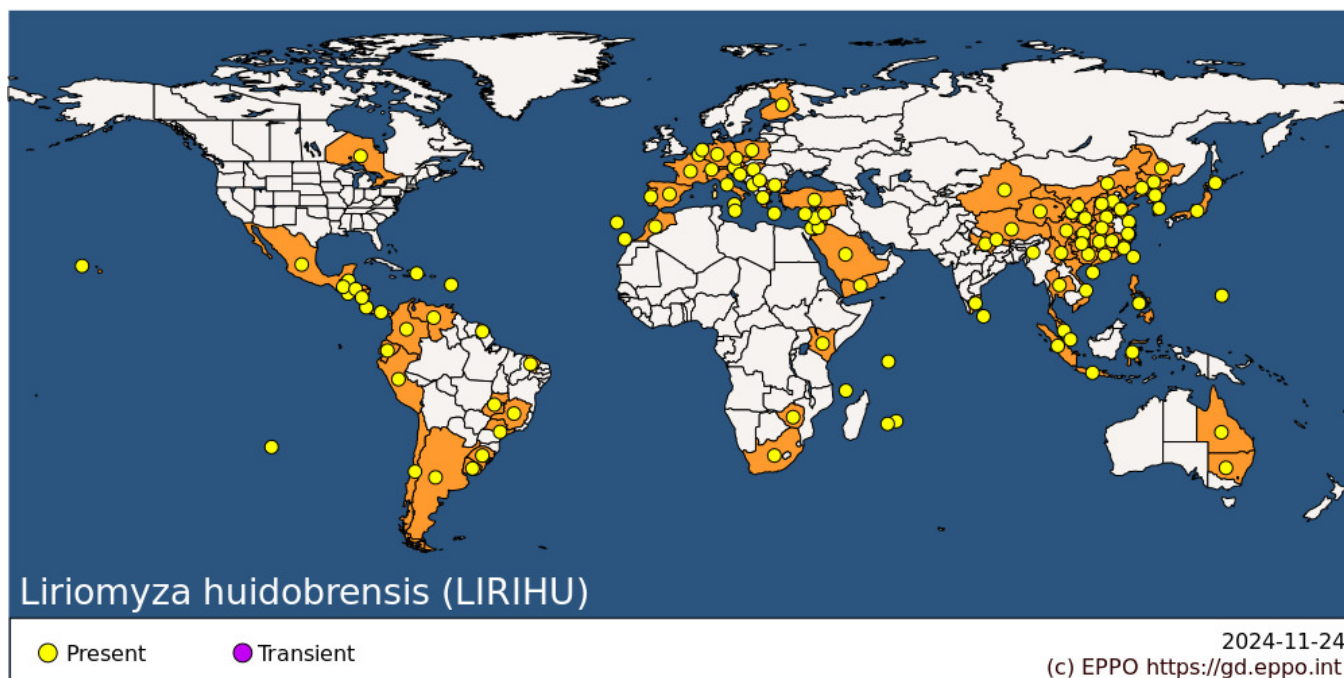 Liriomyza huidobrensis (LIRIHU)
Present
Transient
2024-11-24
(c) EPPO https://gd.eppo.int